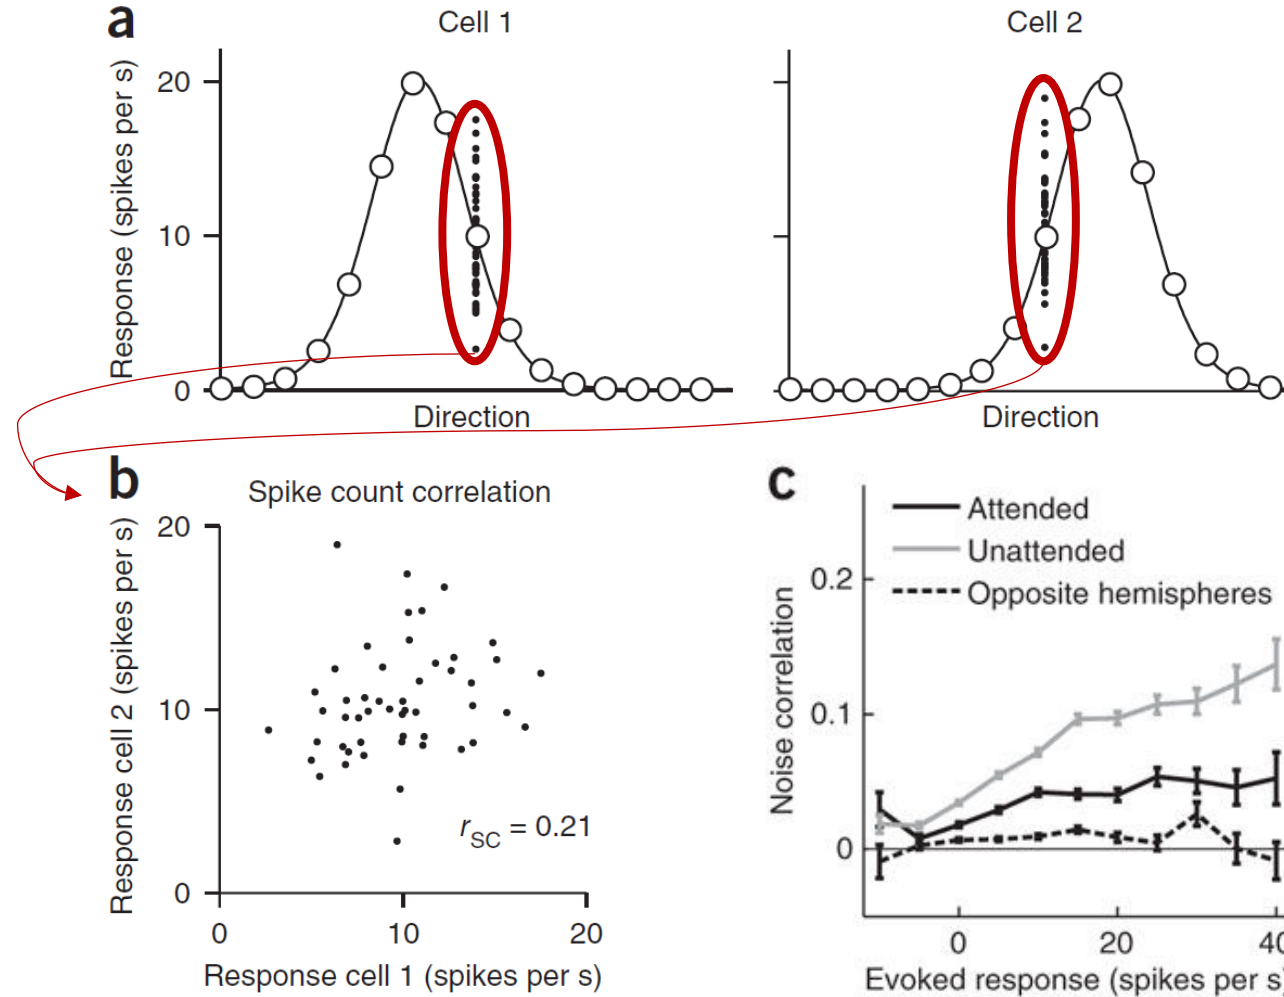 a
Cell 1
Cell 2
Response (spikes per s)
20
10
0
Direction
Direction
b
Spike count correlation
Response cell 2 (spikes per s)
20
10
0
rSC = 0.21
0
10
20
Response cell 1 (spikes per s)
c
Attended
Unattended
Opposite hemispheres
Noise correlation
0.2
0.1
0
0
20
40
Evoked response (spikes per s